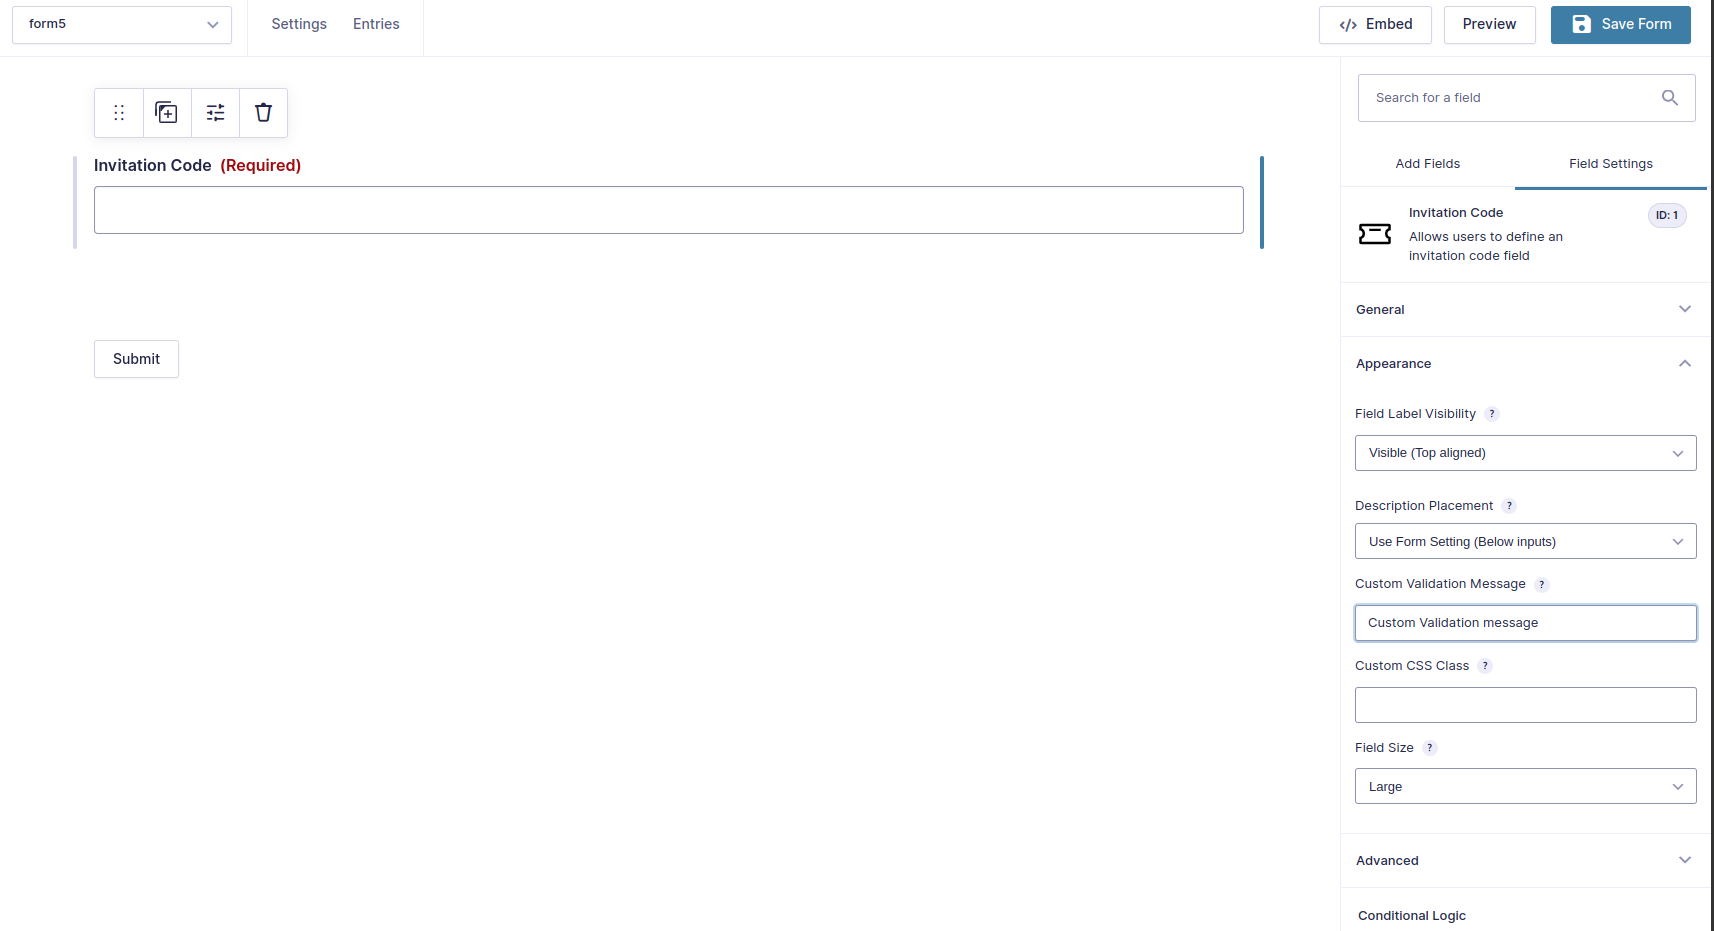 form5
Settings
Entries
Embed
Preview
Save Form
Invitation Code (Required)
Submit
Search for a field
Add Fields
Field Settings
Invitation Code
ID: 1
Allows users to define an
invitation code field
General
Appearance
Field Label Visibility ?
Visible (Top aligned)
Description Placement ?
Use Form Setting (Below inputs)
Custom Validation Message ?
Custom Validation message
Custom CSS Class ?
Field Size ?
Large
Advanced
Conditional Logic